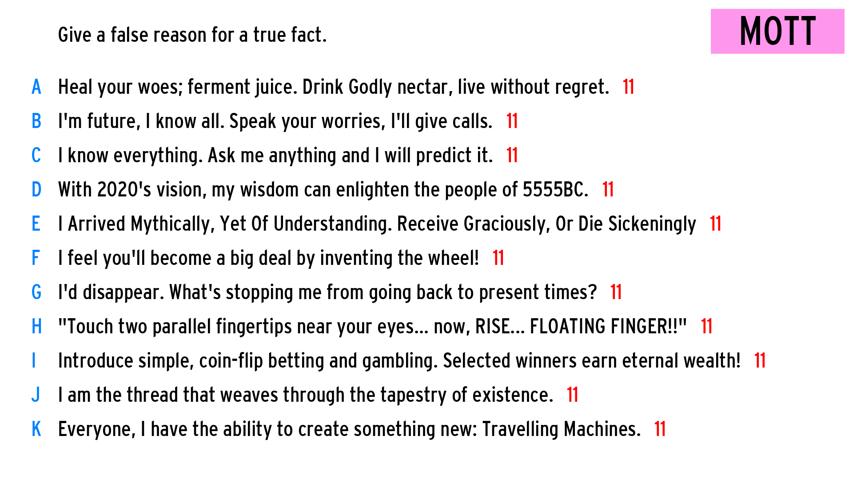 Give a false reason for a true fact.
MOTT
A Heal your woes; ferment juice. Drink Godly nectar, live without regret. 11
B I'm future, I know all. Speak your worries, I'll give calls. 11
C I know everything. Ask me anything and I will predict it. 11
D With 2020's vision, my wisdom can enlighten the people of 5555BC. 11
E I Arrived Mythically, Yet Of Understanding. Receive Graciously, Or Die Sickeningly 11
F I feel you'll become a big deal by inventing the wheel! 11
G I'd disappear. What's stopping me from going back to present times? 11
H "Touch two parallel fingertips near your eyes... now, RISE... FLOATING FINGER!!" 11
I Introduce simple, coin-flip betting and gambling. Selected winners earn eternal wealth! 11
J I am the thread that weaves through the tapestry of existence. 11
K Everyone, I have the ability to create something new: Travelling Machines. 11